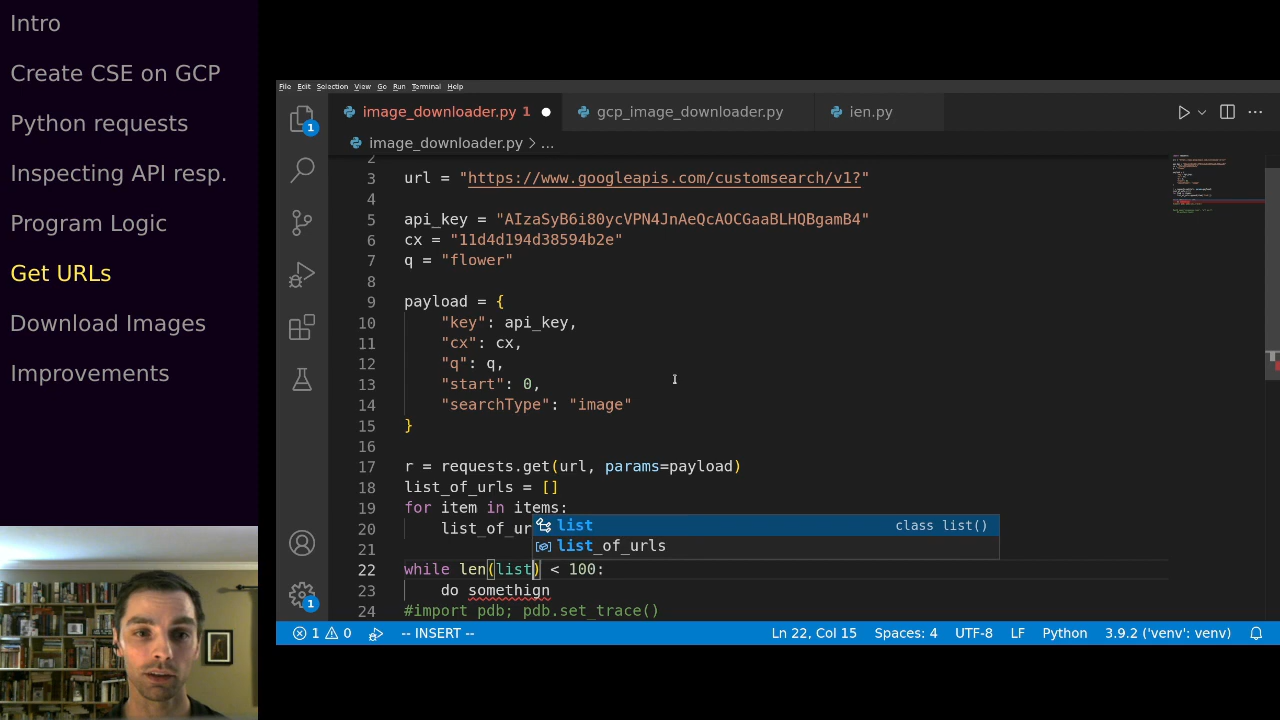 Intro
Create CSE on GCP
Python requests
Inspecting API resp.
Program Logic
Get URLs
Download Images
Improvements
File Edit Selection View Go Run Terminal Help
image_downloader.py 1
gcp_image_downloader.py
ien.py
image_downloader.py > ...
2
3 url = "https://www.googleapis.com/customsearch/v1?"
4
5 api_key = "AIzaSyB6i80ycVPN4JnAeQcAOCGaaBLHQBgamB4"
6 cx = "11d4d194d38594b2e"
7 q = "flower"
8
9 payload = {
10 "key": api_key,
11 "cx": cx,
12 "q": q,
13 "start": 0,
14 "searchType": "image"
15 }
16
17 r = requests.get(url, params=payload)
18 list_of_urls = []
19 for item in items:
20 list_of_ur
list class list()
list_of_urls
21
22 while len(list) < 100:
23 do somethign
24 #import pdb; pdb.set_trace()
1
1
1 0 -- INSERT -- Ln 22, Col 15 Spaces: 4 UTF-8 LF Python 3.9.2 ('venv': venv)